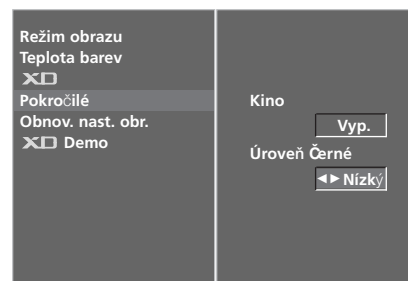 Režim obrazu
Teplota barev
XD
Pokročilé
Obnov. nast. obr.
XD Demo
Kino
Vyp.
Úroveň Černé
◄► Nízký